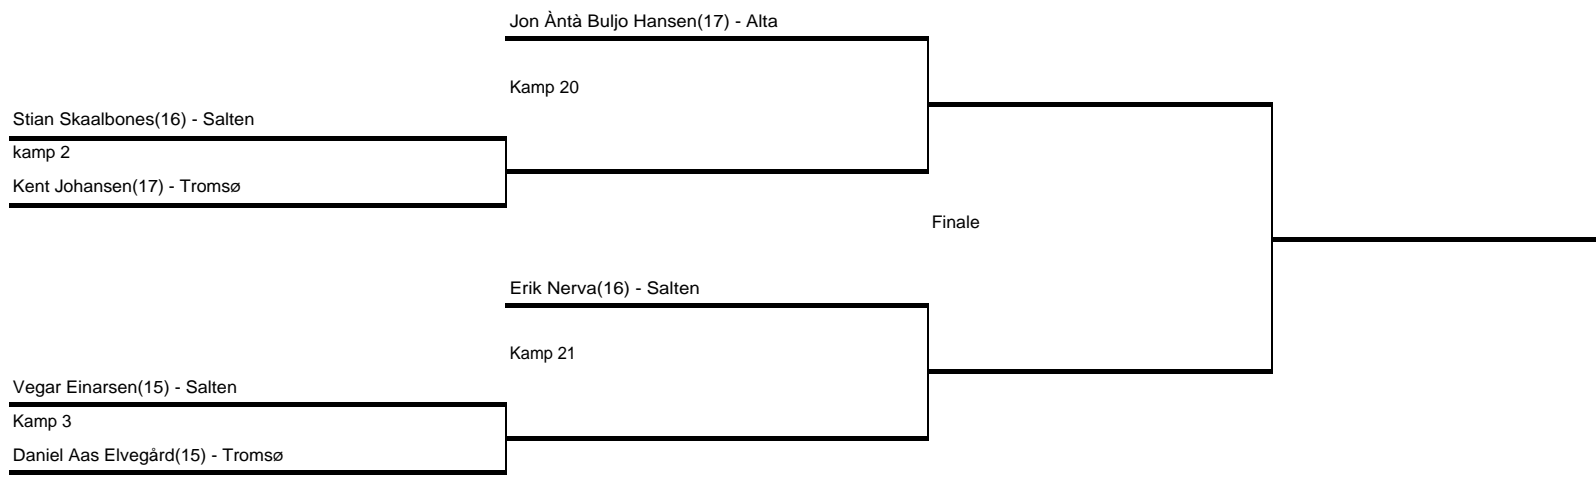 Jon Àntà Buljo Hansen(17) - Alta
Kamp 20
Stian Skaalbones(16) - Salten
kamp 2
Kent Johansen(17) - Tromsø
Finale
Erik Nerva(16) - Salten
Kamp 21
Vegar Einarsen(15) - Salten
Kamp 3
Daniel Aas Elvegård(15) - Tromsø